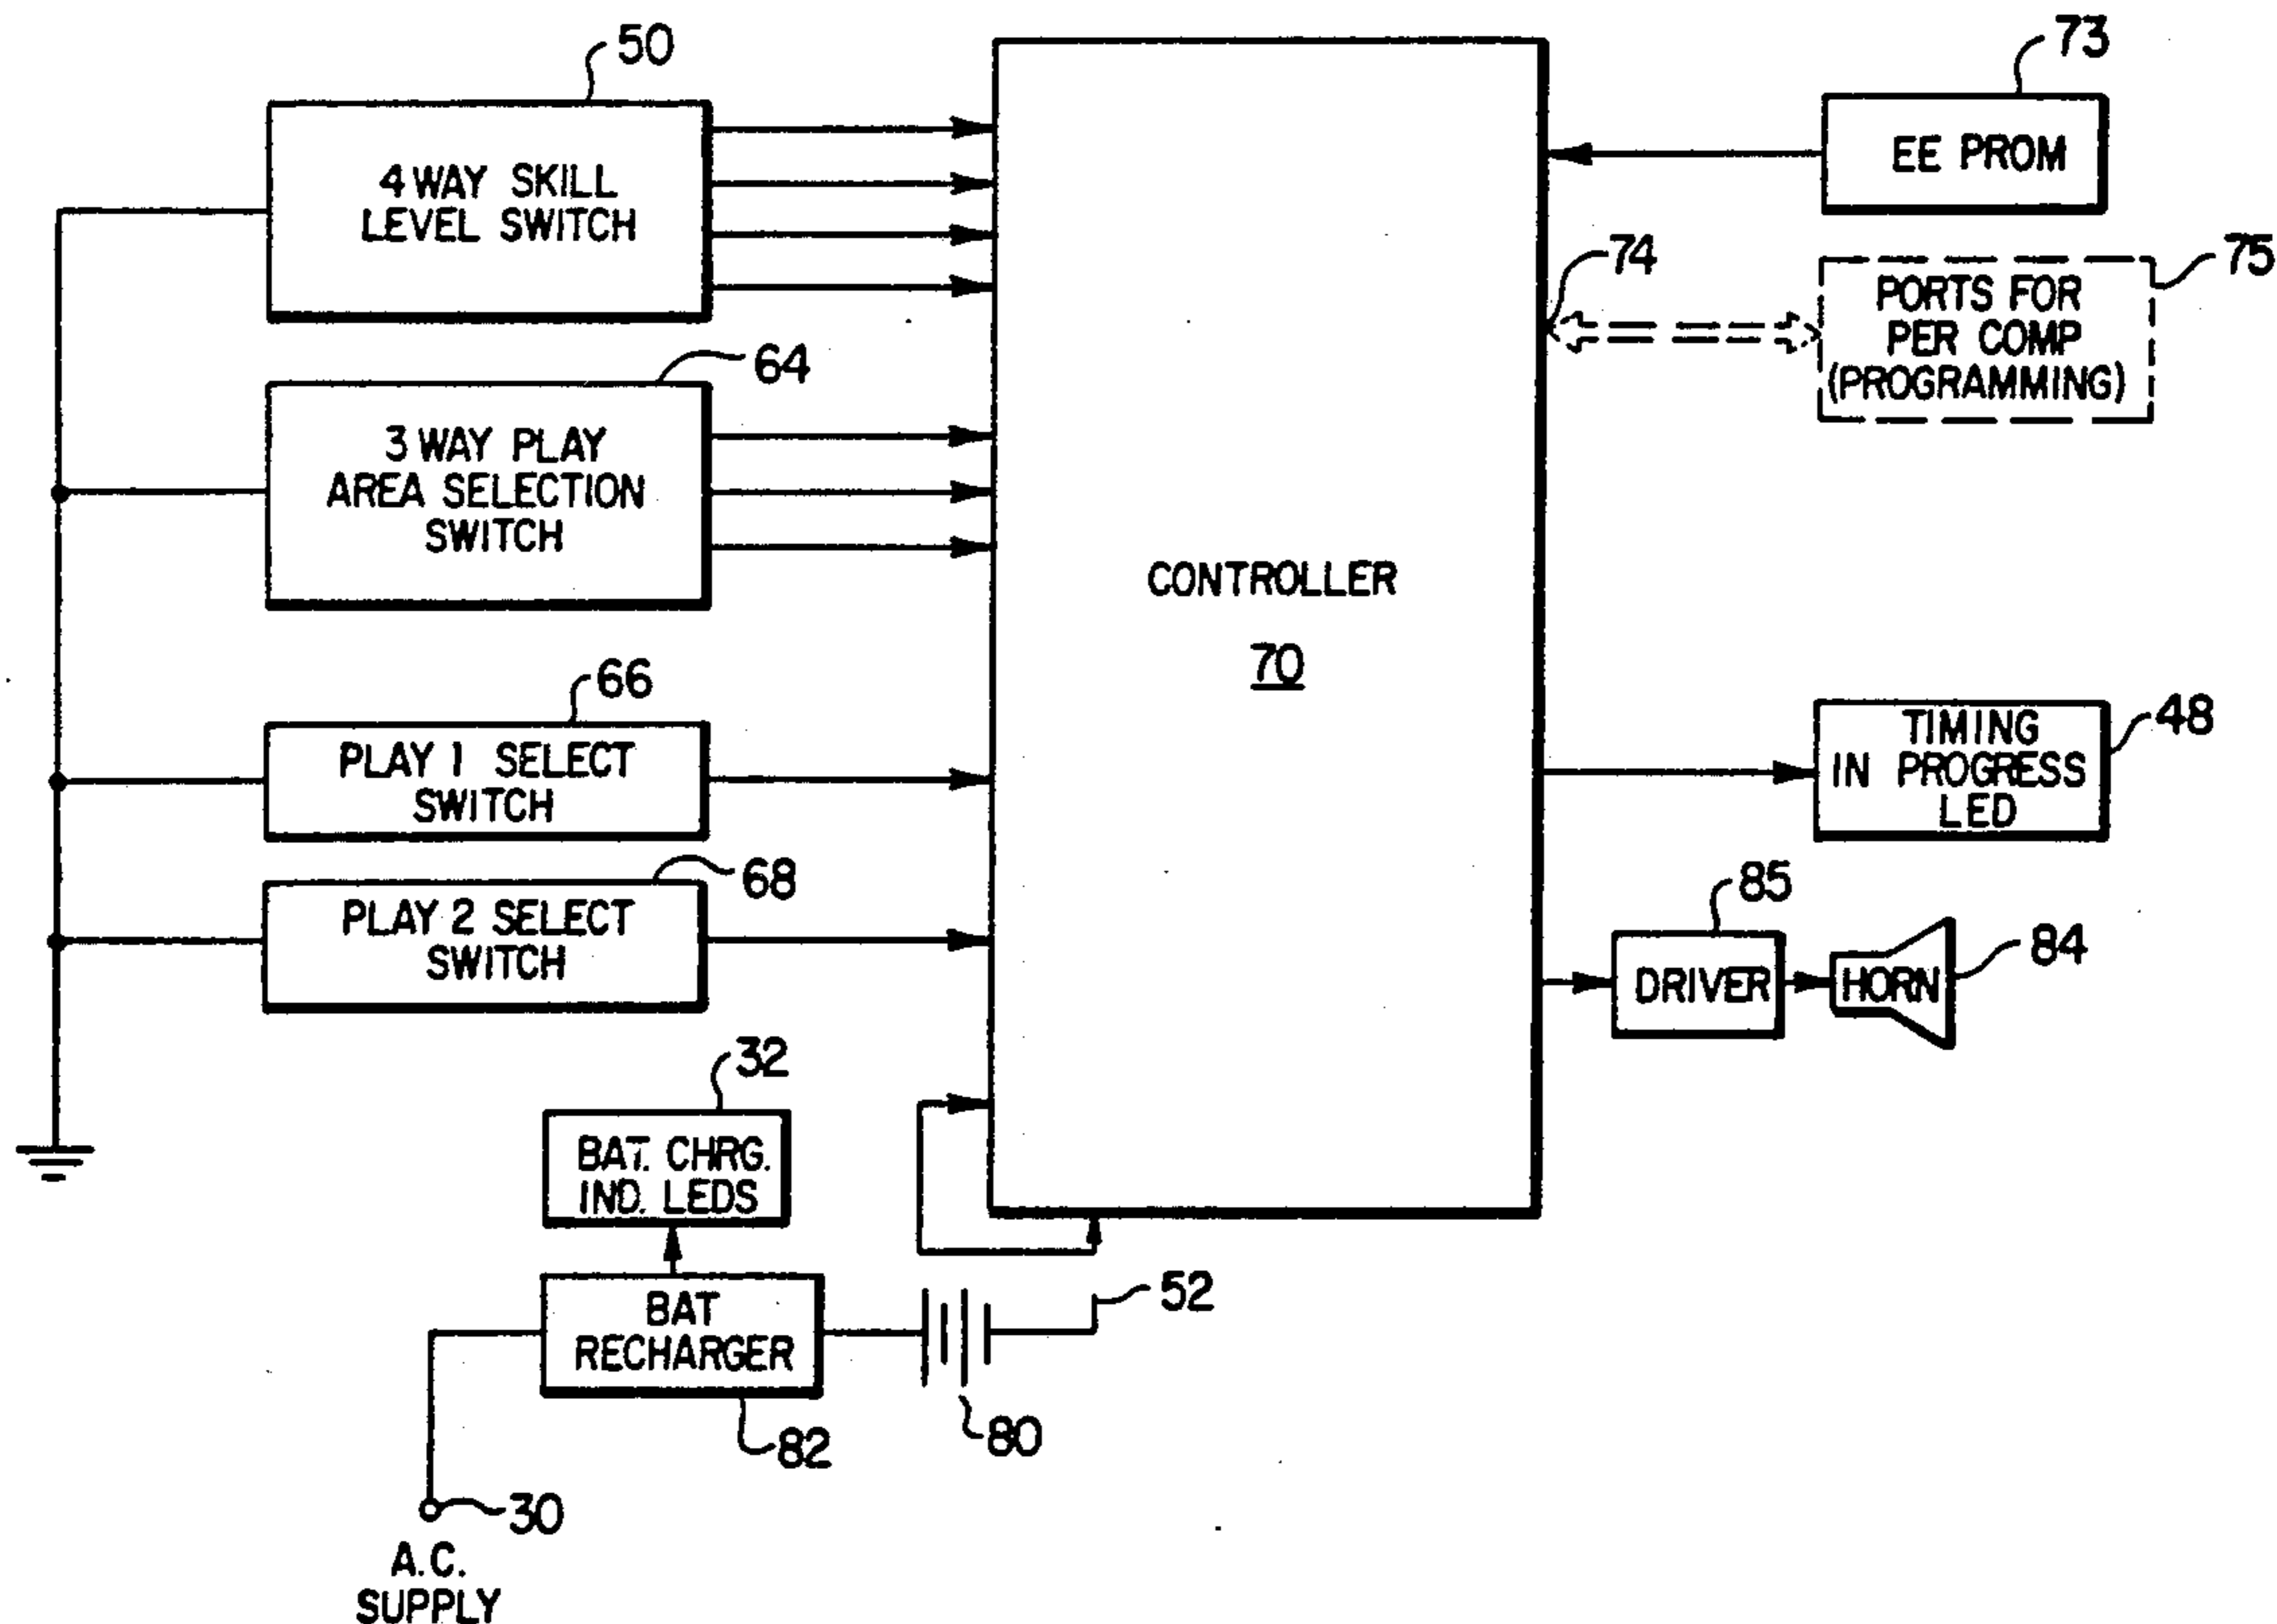 50
4 WAY SKILL
LEVEL SWITCH
64
3 WAY PLAY
AREA SELECTION
SWITCH
66
PLAY 1 SELECT
SWITCH
68
PLAY 2 SELECT
SWITCH
CONTROLLER
70
73
EE PROM
74
75
PORTS FOR
PER COMP
(PROGRAMMING)
48
TIMING
IN PROGRESS
LED
85
DRIVER
HORN
84
32
BAT. CHRG.
IND. LEDS
BAT
RECHARGER
82
80
52
30
A.C.
SUPPLY